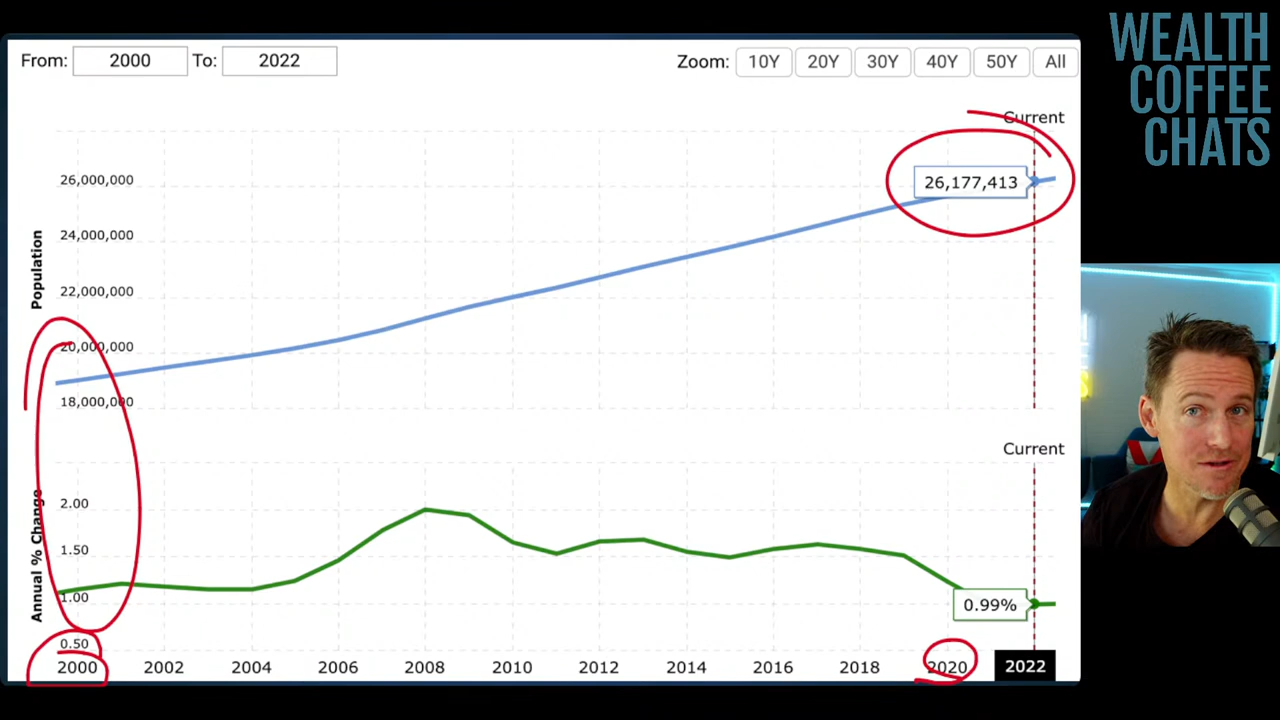 From: 2000 To: 2022
Zoom: 10Y 20Y 30Y 40Y 50Y All
WEALTH
COFFEE
CHATS
Current
26,177,413
26,000,000
24,000,000
22,000,000
20,000,000
18,000,000
Population
Current
2.00
1.50
1.00
0.50
0.99%
Annual % Change
2000 2002 2004 2006 2008 2010 2012 2014 2016 2018 2020 2022